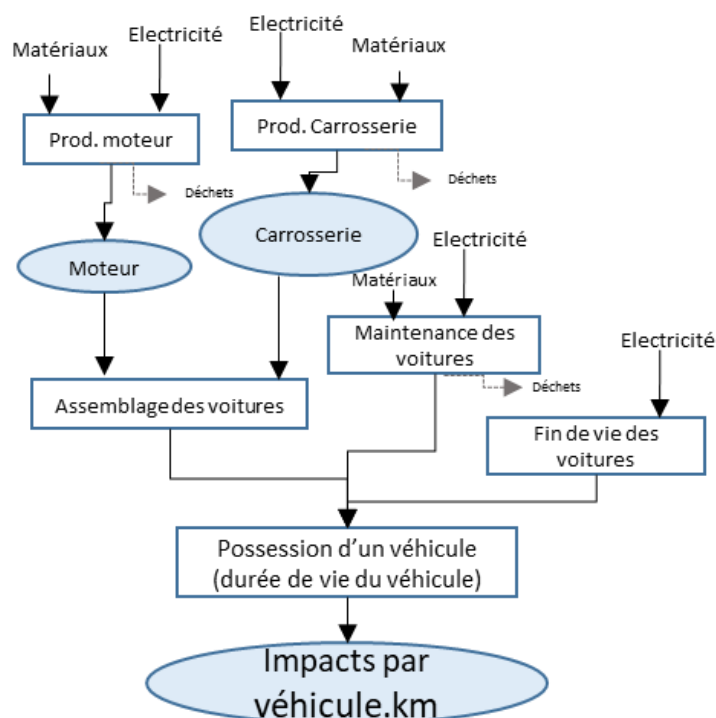 Electricité
Electricité
Matériaux
Matériaux
Prod. moteur
Prod. Carrosserie
Déchets
Déchets
Carrosserie
Moteur
Electricité
Matériaux
Maintenance des
voitures
Electricité
Déchets
Assemblage des voitures
Fin de vie des
voitures
Possession d'un véhicule
(durée de vie du véhicule)
Impacts par
véhicule.km